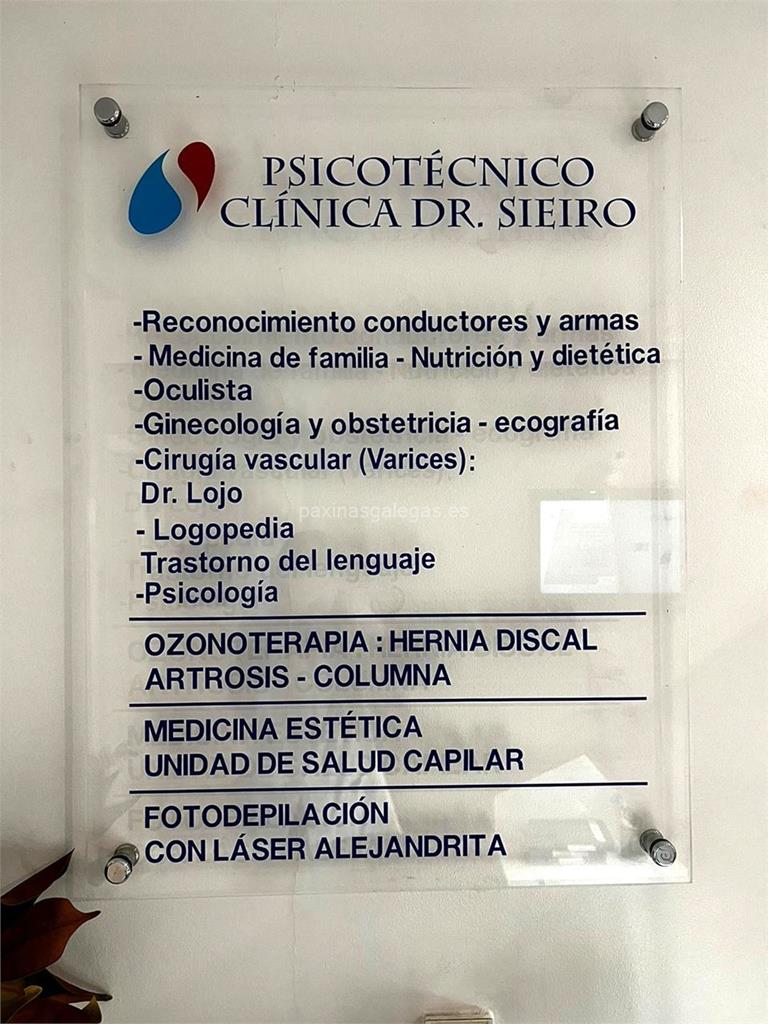 PSICOTÉCNICO
CLÍNICA DR. SIEIRO
-Reconocimiento conductores y armas
- Medicina de familia - Nutrición y dietética
-Oculista
-Ginecología y obstetricia - ecografía
-Cirugía vascular (Varices):
Dr. Lojo
paxinasgalegas.es
- Logopedia
Trastorno del lenguaje
-Psicología
OZONOTERAPIA : HERNIA DISCAL
ARTROSIS - COLUMNA
MEDICINA ESTÉTICA
UNIDAD DE SALUD CAPILAR
FOTODEPILACIÓN
CON LÁSER ALEJANDRITA